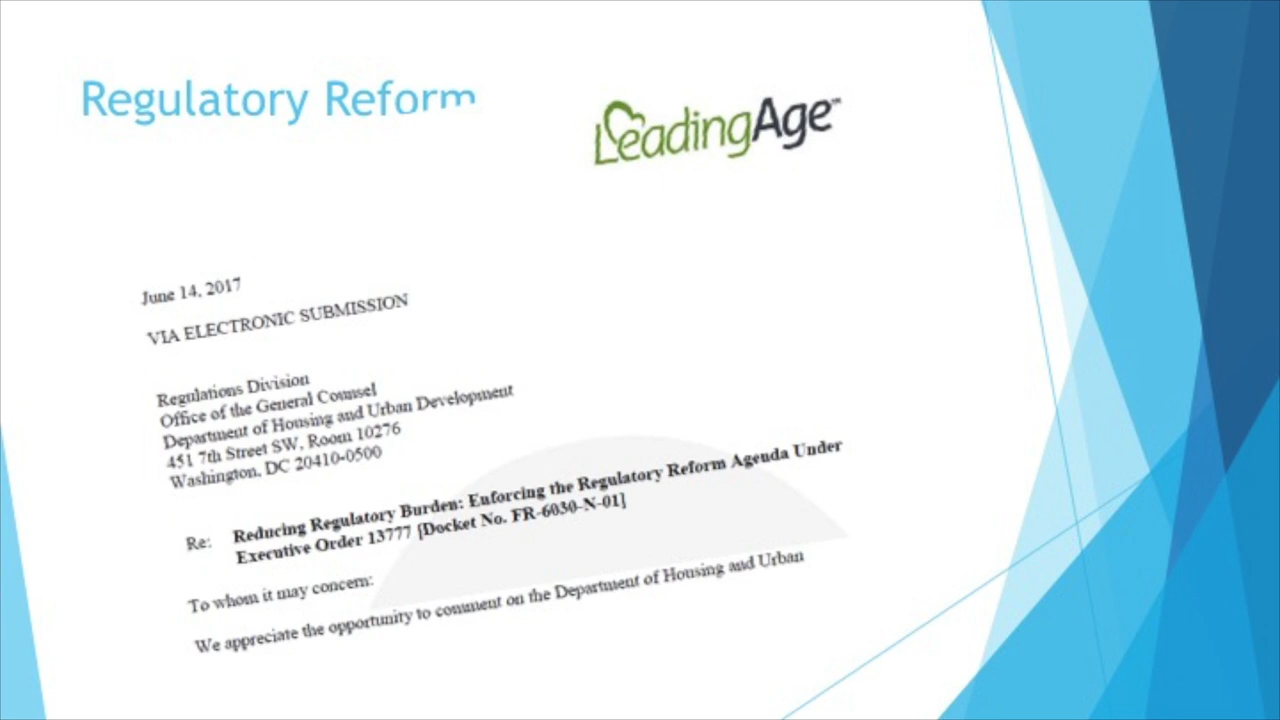 Regulatory Reform
LeadingAge℠
June 14, 2017
VIA ELECTRONIC SUBMISSION
Regulations Division
Office of the General Counsel
Department of Housing and Urban Development
451 7th Street SW, Room 10276
Washington, DC 20410-0500
Re: Reducing Regulatory Burden: Enforcing the Regulatory Reform Agenda Under
Executive Order 13777 [Docket No. FR-6030-N-01]
To whom it may concern:
We appreciate the opportunity to comment on the Department of Housing and Urban